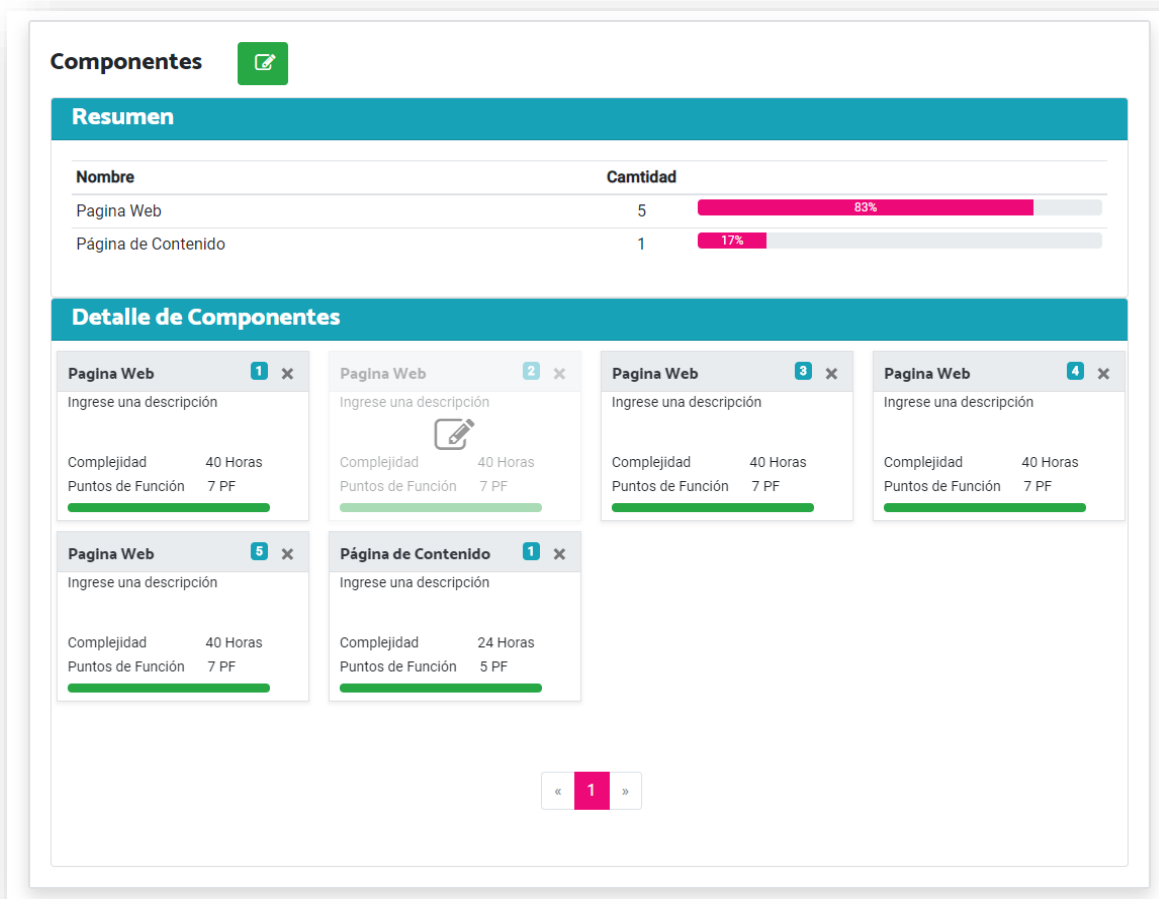 Componentes
Resumen
Nombre Camtidad
Pagina Web 5 83%
Página de Contenido 1 17%
Detalle de Componentes
Pagina Web 1 ×
Ingrese una descripción
Complejidad 40 Horas
Puntos de Función 7 PF
Pagina Web 2 ×
Ingrese una descripción
Complejidad 40 Horas
Puntos de Función 7 PF
Pagina Web 3 ×
Ingrese una descripción
Complejidad 40 Horas
Puntos de Función 7 PF
Pagina Web 4 ×
Ingrese una descripción
Complejidad 40 Horas
Puntos de Función 7 PF
Pagina Web 5 ×
Ingrese una descripción
Complejidad 40 Horas
Puntos de Función 7 PF
Página de Contenido 1 ×
Ingrese una descripción
Complejidad 24 Horas
Puntos de Función 5 PF
« 1 »